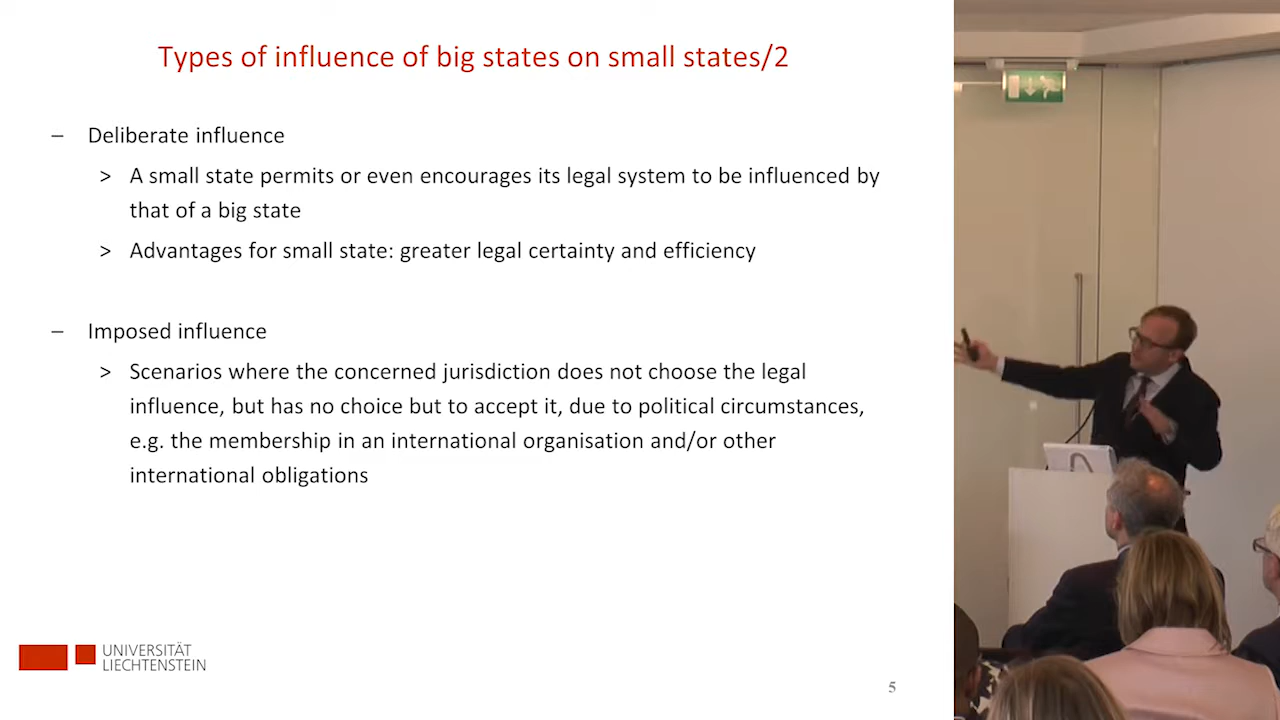 Types of influence of big states on small states/2
– Deliberate influence
> A small state permits or even encourages its legal system to be influenced by
that of a big state
> Advantages for small state: greater legal certainty and efficiency
– Imposed influence
> Scenarios where the concerned jurisdiction does not choose the legal
influence, but has no choice but to accept it, due to political circumstances,
e.g. the membership in an international organisation and/or other
international obligations
UNIVERSITÄT
LIECHTENSTEIN
5